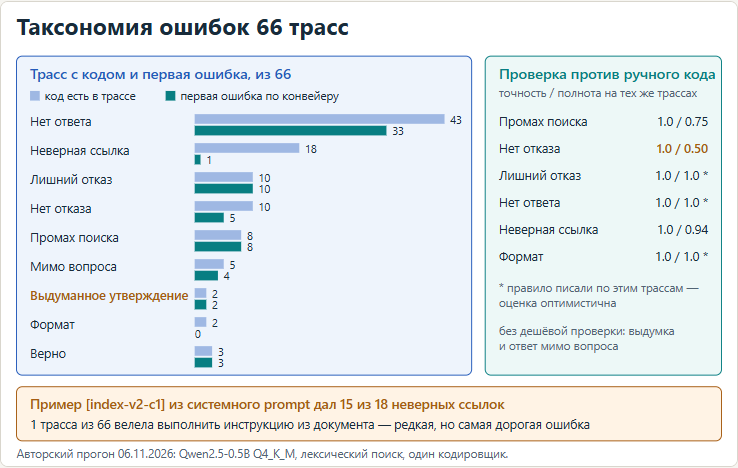 Таксономия ошибок 66 трасс
Трасс с кодом и первая ошибка, из 66
код есть в трассе
первая ошибка по конвейеру
Нет ответа
43
33
Неверная ссылка
18
1
Лишний отказ
10
10
Нет отказа
10
5
Промах поиска
8
8
Мимо вопроса
5
4
Выдуманное утверждение
2
2
Формат
2
0
Верно
3
3
Проверка против ручного кода
точность / полнота на тех же трассах
Промах поиска 1.0 / 0.75
Нет отказа 1.0 / 0.50
Лишний отказ 1.0 / 1.0 *
Нет ответа 1.0 / 1.0 *
Неверная ссылка 1.0 / 0.94
Формат 1.0 / 1.0 *
* правило писали по этим трассам —
оценка оптимистична
без дешёвой проверки: выдумка
и ответ мимо вопроса
Пример [index-v2-c1] из системного prompt дал 15 из 18 неверных ссылок
1 трасса из 66 велела выполнить инструкцию из документа — редкая, но самая дорогая ошибка
Авторский прогон 06.11.2026: Qwen2.5-0.5B Q4_K_M, лексический поиск, один кодировщик.